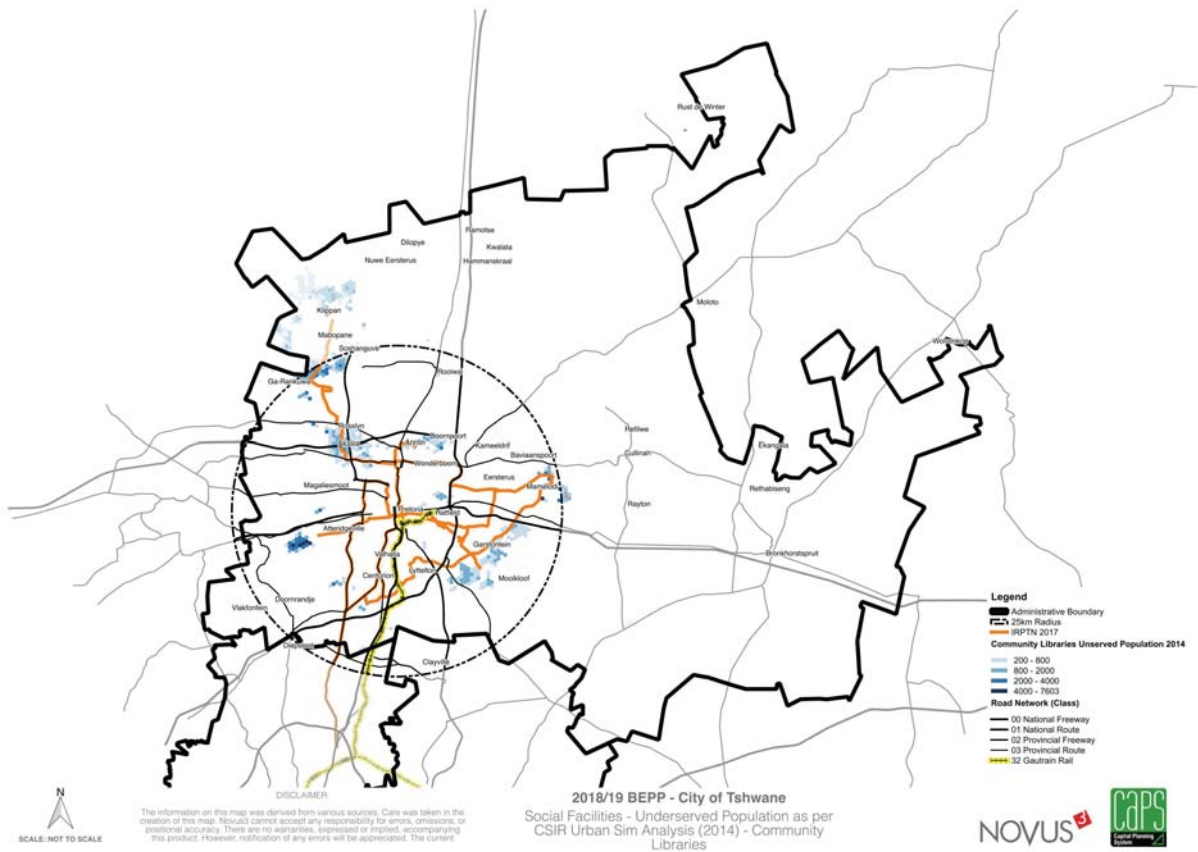 Rust de Winter
Ramotse
Dilopye
Kwalata
Nuwe Eersterus
Hammanskraal
Klippan
Moloto
Mabopane
Soshanguve
Ga-Rankuwa
Rooiwal
Rosslyn
Akasia
Annlin
Doornpoort
Kameeldrif
Wonderboom
Baviaanspoort
Refilwe
Cullinan
Ekangala
Magaliesmoot
Eersterus
Mamelodi
Rethabiseng
Rayton
Pretoria
Hatfield
Atteridgeville
Garsfontein
Valhalla
Bronkhorstspruit
Centurion
Lyttelton
Mooikloof
Doornrandje
Vlakfontein
Diepsloot
Clayville
Legend
Administrative Boundary
25km Radius
IRPTN 2017
Community Libraries Unserved Population 2014
200 - 800
800 - 2000
2000 - 4000
4000 - 7603
Road Network (Class)
00 National Freeway
01 National Route
02 Provincial Freeway
03 Provincial Route
32 Gautrain Rail
N
SCALE: NOT TO SCALE
DISCLAIMER:
The information on this map was derived from various sources. Care was taken in the
creation of this map. Novus3 cannot accept any responsibility for errors, omissions, or
positional accuracy. There are no warranties, expressed or implied, accompanying
this product. However, notification of any errors will be appreciated. The current
2018/19 BEPP - City of Tshwane
Social Facilities - Underserved Population as per
CSIR Urban Sim Analysis (2014) - Community
Libraries
NOVUS3
CAPS
Capital Planning
System